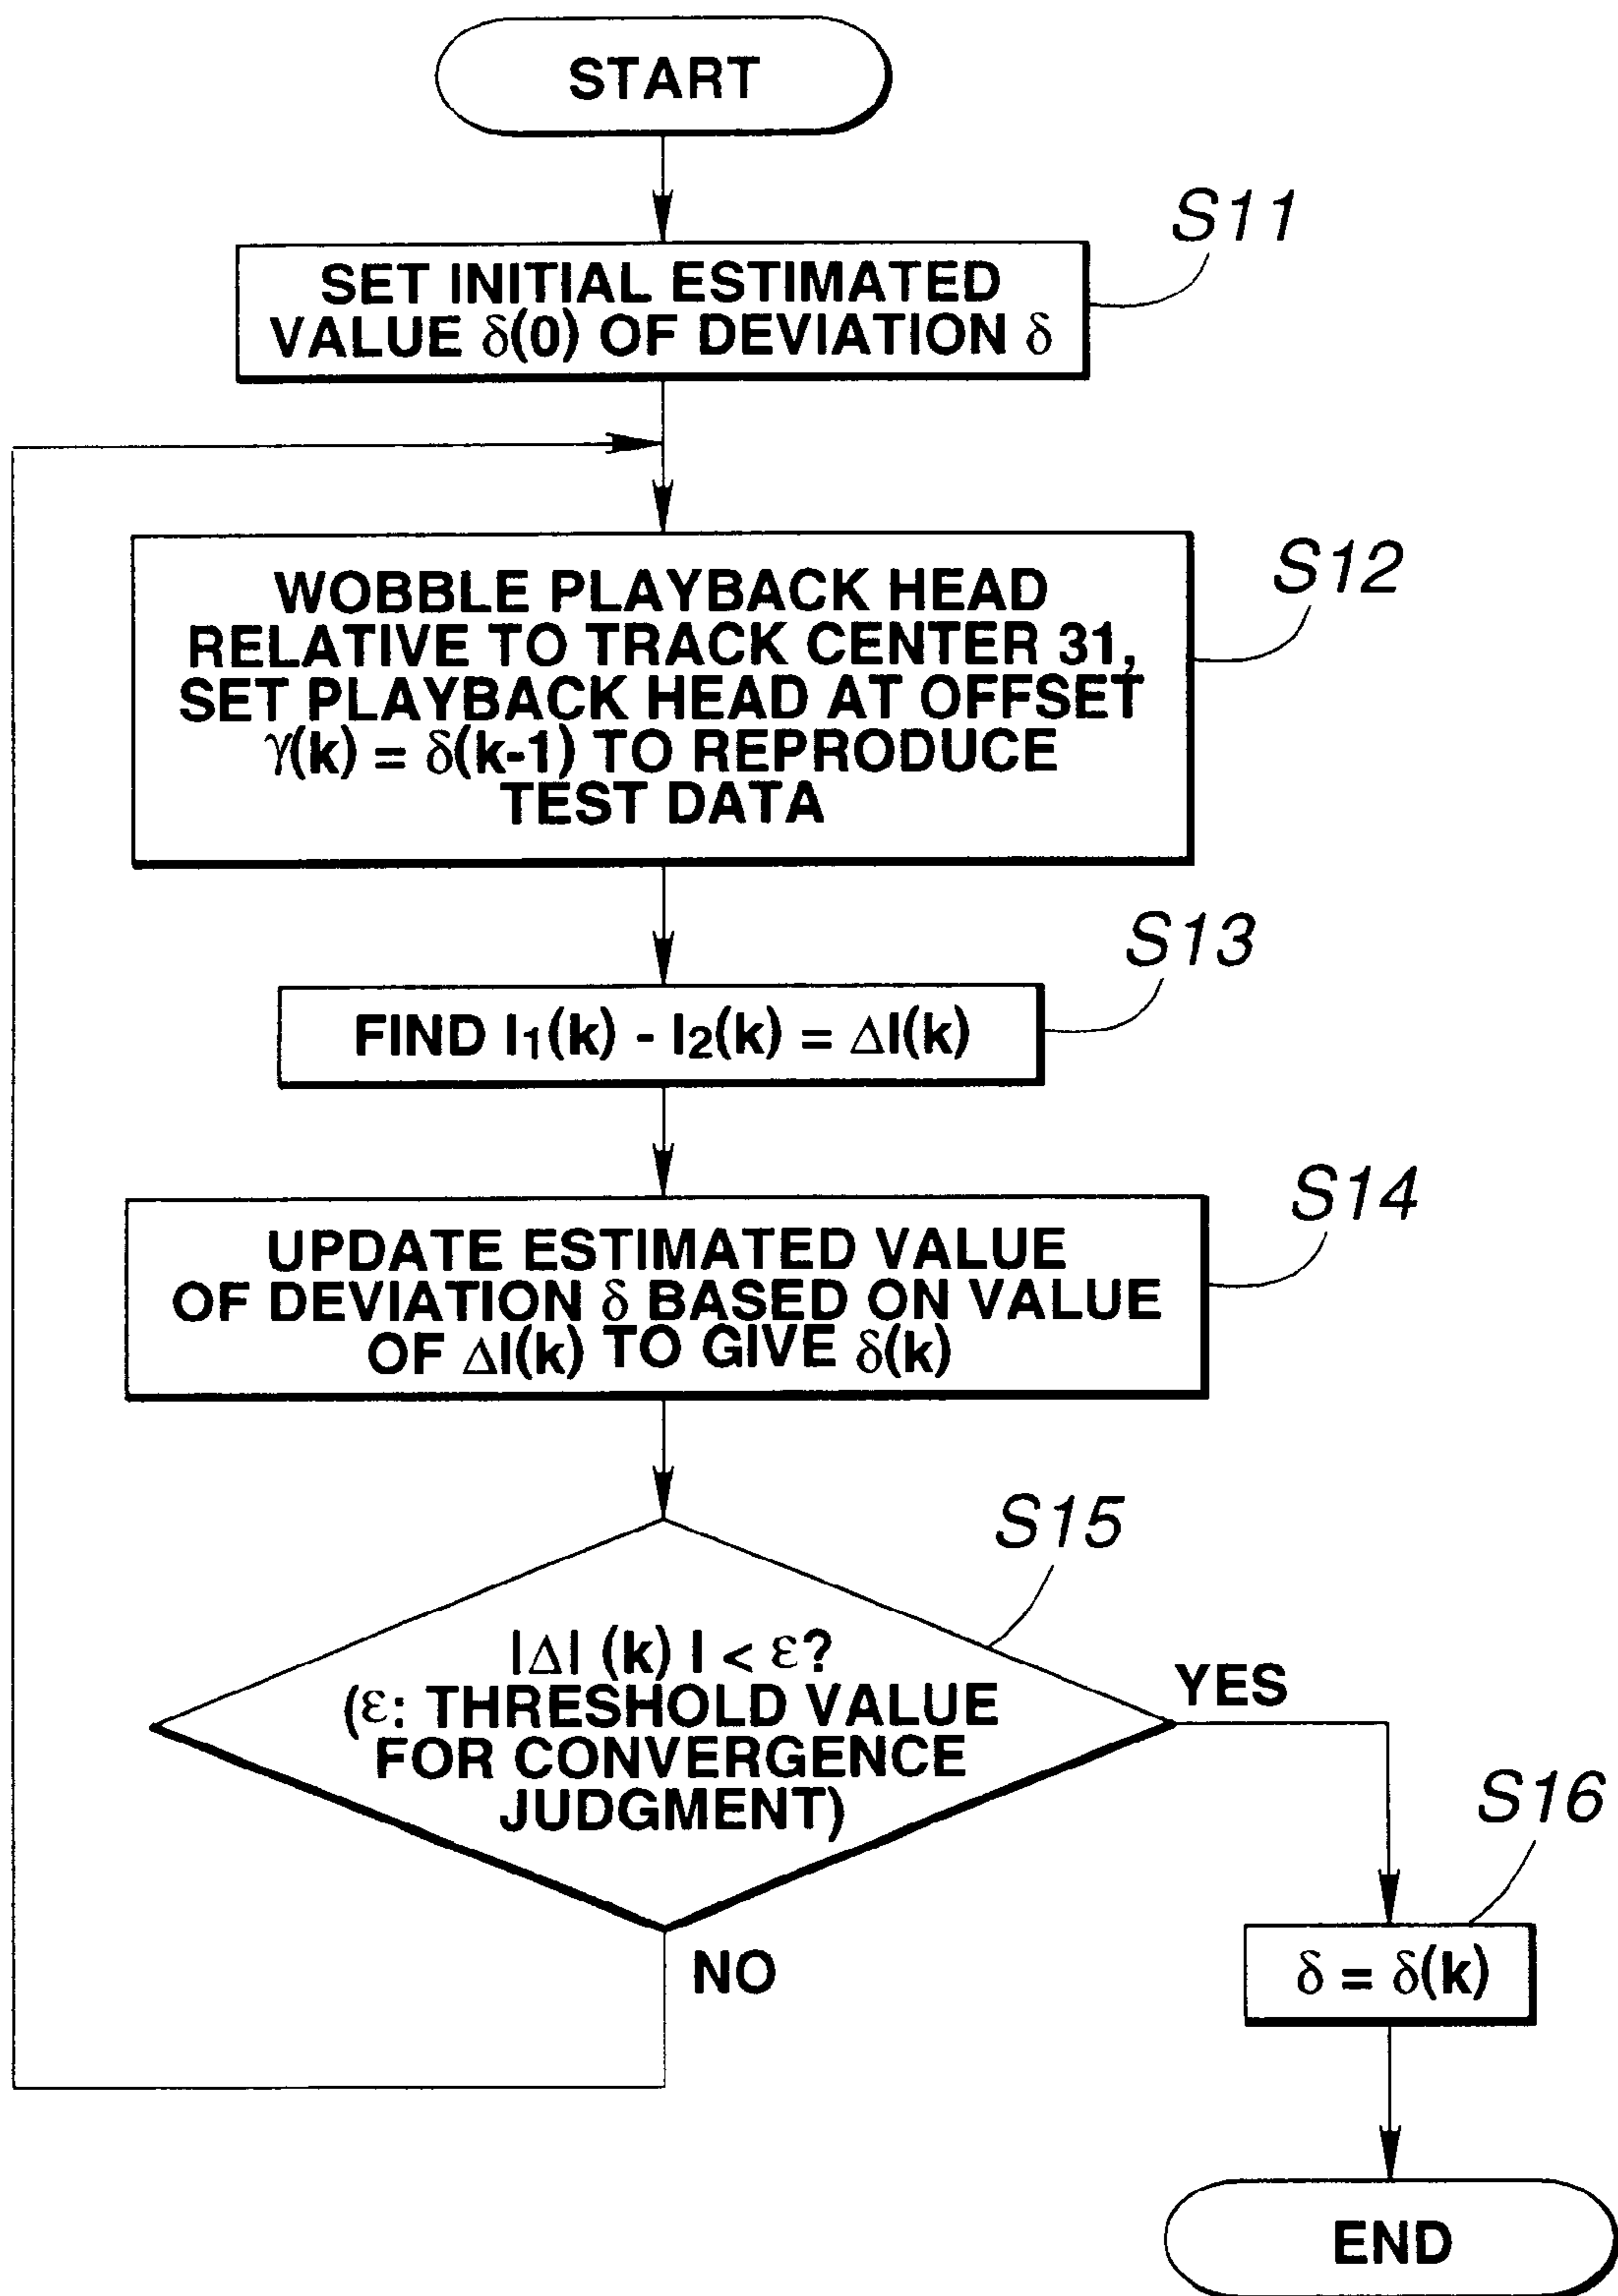 START
S11
SET INITIAL ESTIMATED
VALUE δ(0) OF DEVIATION δ
S12
WOBBLE PLAYBACK HEAD
RELATIVE TO TRACK CENTER 31,
SET PLAYBACK HEAD AT OFFSET
γ(k) = δ(k-1) TO REPRODUCE
TEST DATA
S13
FIND I₁(k) - I₂(k) = ΔI(k)
S14
UPDATE ESTIMATED VALUE
OF DEVIATION δ BASED ON VALUE
OF ΔI(k) TO GIVE δ(k)
S15
|ΔI (k) | < ε?
(ε: THRESHOLD VALUE
FOR CONVERGENCE
JUDGMENT)
YES
NO
S16
δ = δ(k)
END